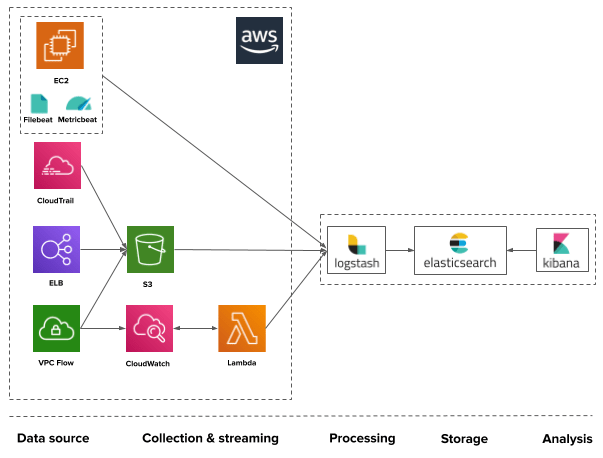 aws
EC2
Filebeat Metricbeat
CloudTrail
ELB
S3
logstash
elasticsearch
kibana
VPC Flow
CloudWatch
Lambda
Data source
Collection & streaming
Processing
Storage
Analysis